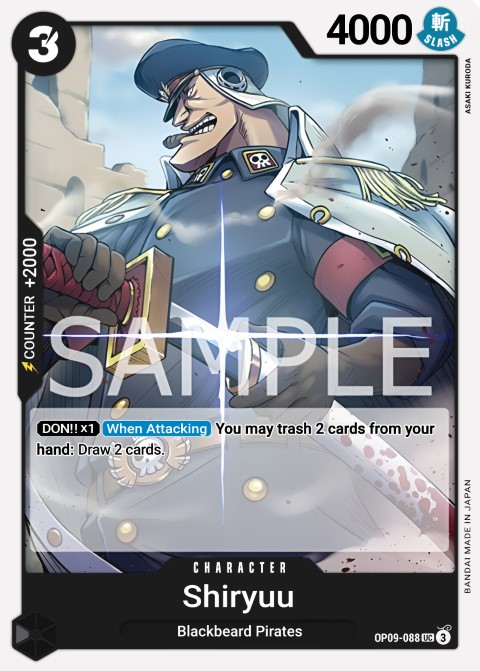 3
4000
斬
SLASH
ASAKI KURODA
COUNTER +2000
SAMPLE
DON!!×1 When Attacking You may trash 2 cards from your
hand: Draw 2 cards.
CHARACTER
Shiryuu
Blackbeard Pirates
OP09-088 UC 3
BANDAI MADE IN JAPAN